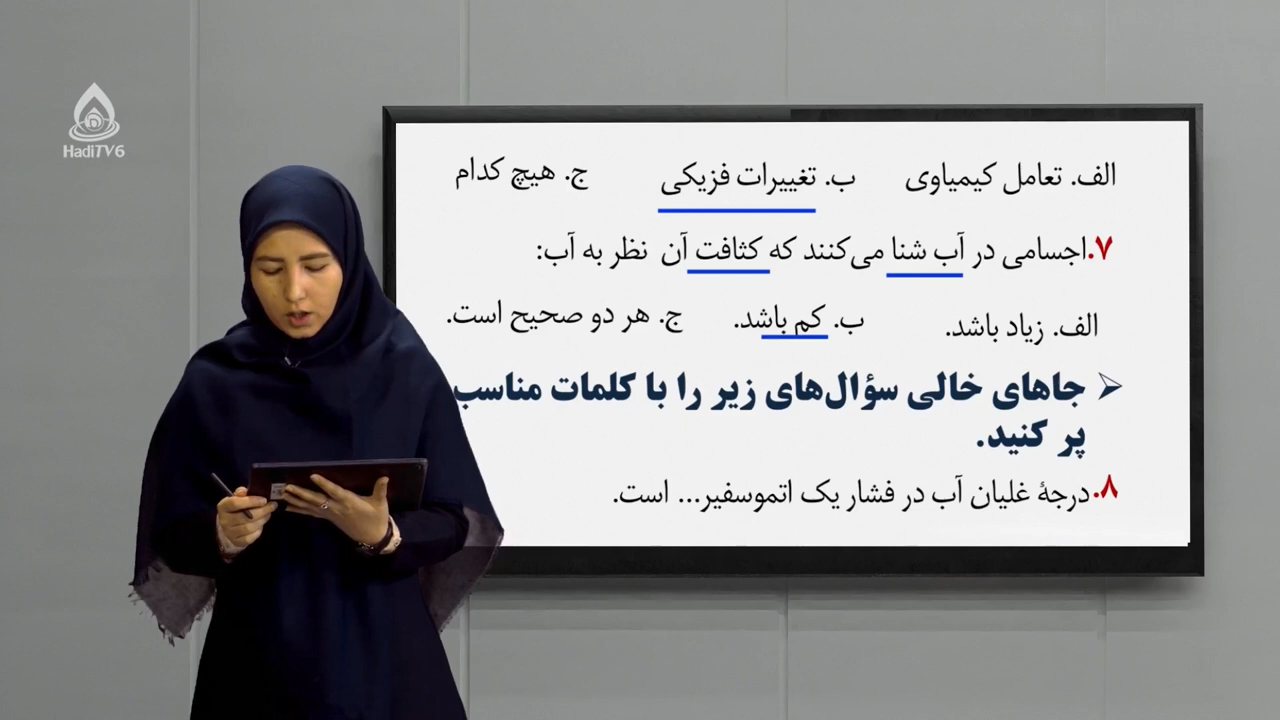 HadiTV6
الف. تعامل کیمیاوی ب. تغییرات فزیکی ج. هیچ کدام
۷.اجسامی در آب شنا می‌کنند که کثافت آن نظر به آب:
الف. زیاد باشد. ب. کم باشد. ج. هر دو صحیح است.
جاهای خالی سؤال‌های زیر را با کلمات مناسب
پر کنید.
۸.درجۀ غلیان آب در فشار یک اتموسفیر... است.